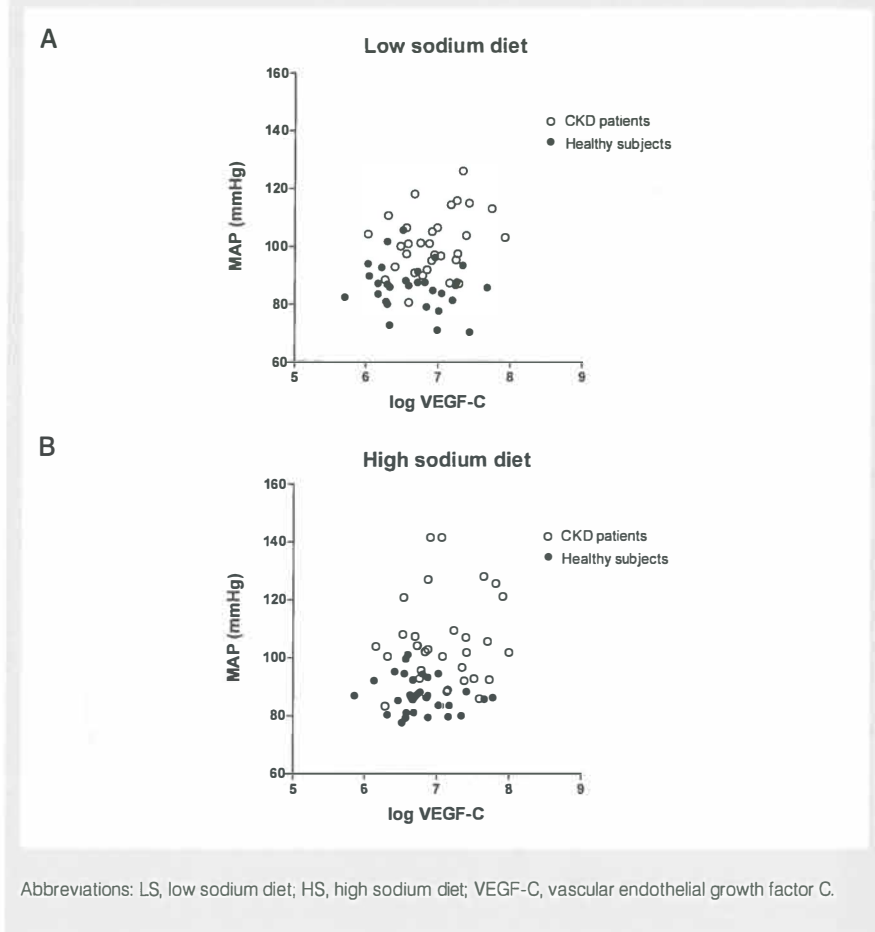 A
Low sodium diet
160
140
120
100
80
60
MAP (mmHg)
CKD patients
Healthy subjects
5 6 7 8 9
log VEGF-C
B
High sodium diet
160
140
120
100
80
60
MAP (mmHg)
CKD patients
Healthy subjects
5 6 7 8 9
log VEGF-C
Abbreviations: LS, low sodium diet; HS, high sodium diet; VEGF-C, vascular endothelial growth factor C.